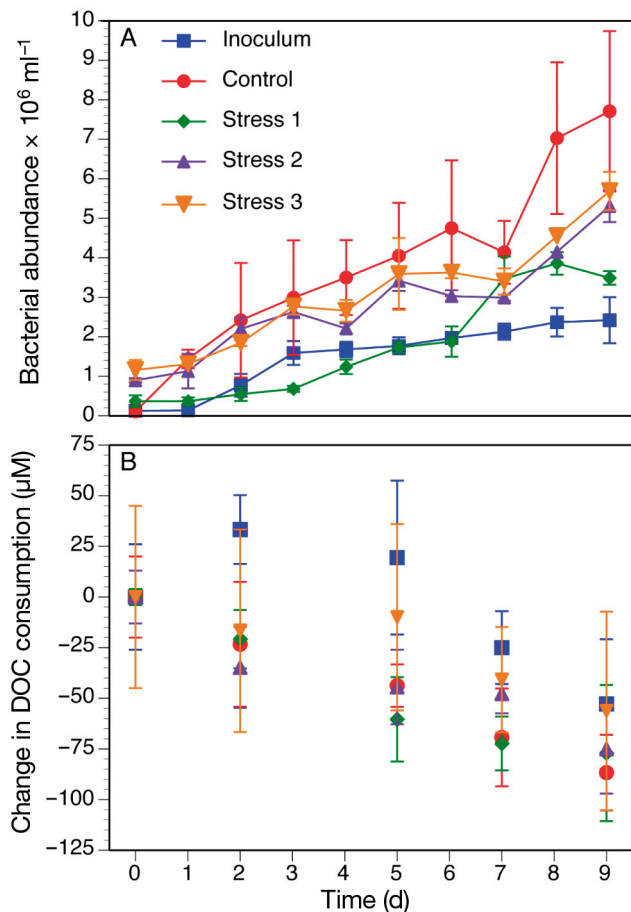 A
Inoculum
Control
Stress 1
Stress 2
Stress 3
Bacterial abundance × 10⁶ ml⁻¹
10
9
8
7
6
5
4
3
2
1
0
B
Change in DOC consumption (µM)
75
50
25
0
−25
−50
−75
−100
−125
0 1 2 3 4 5 6 7 8 9
Time (d)